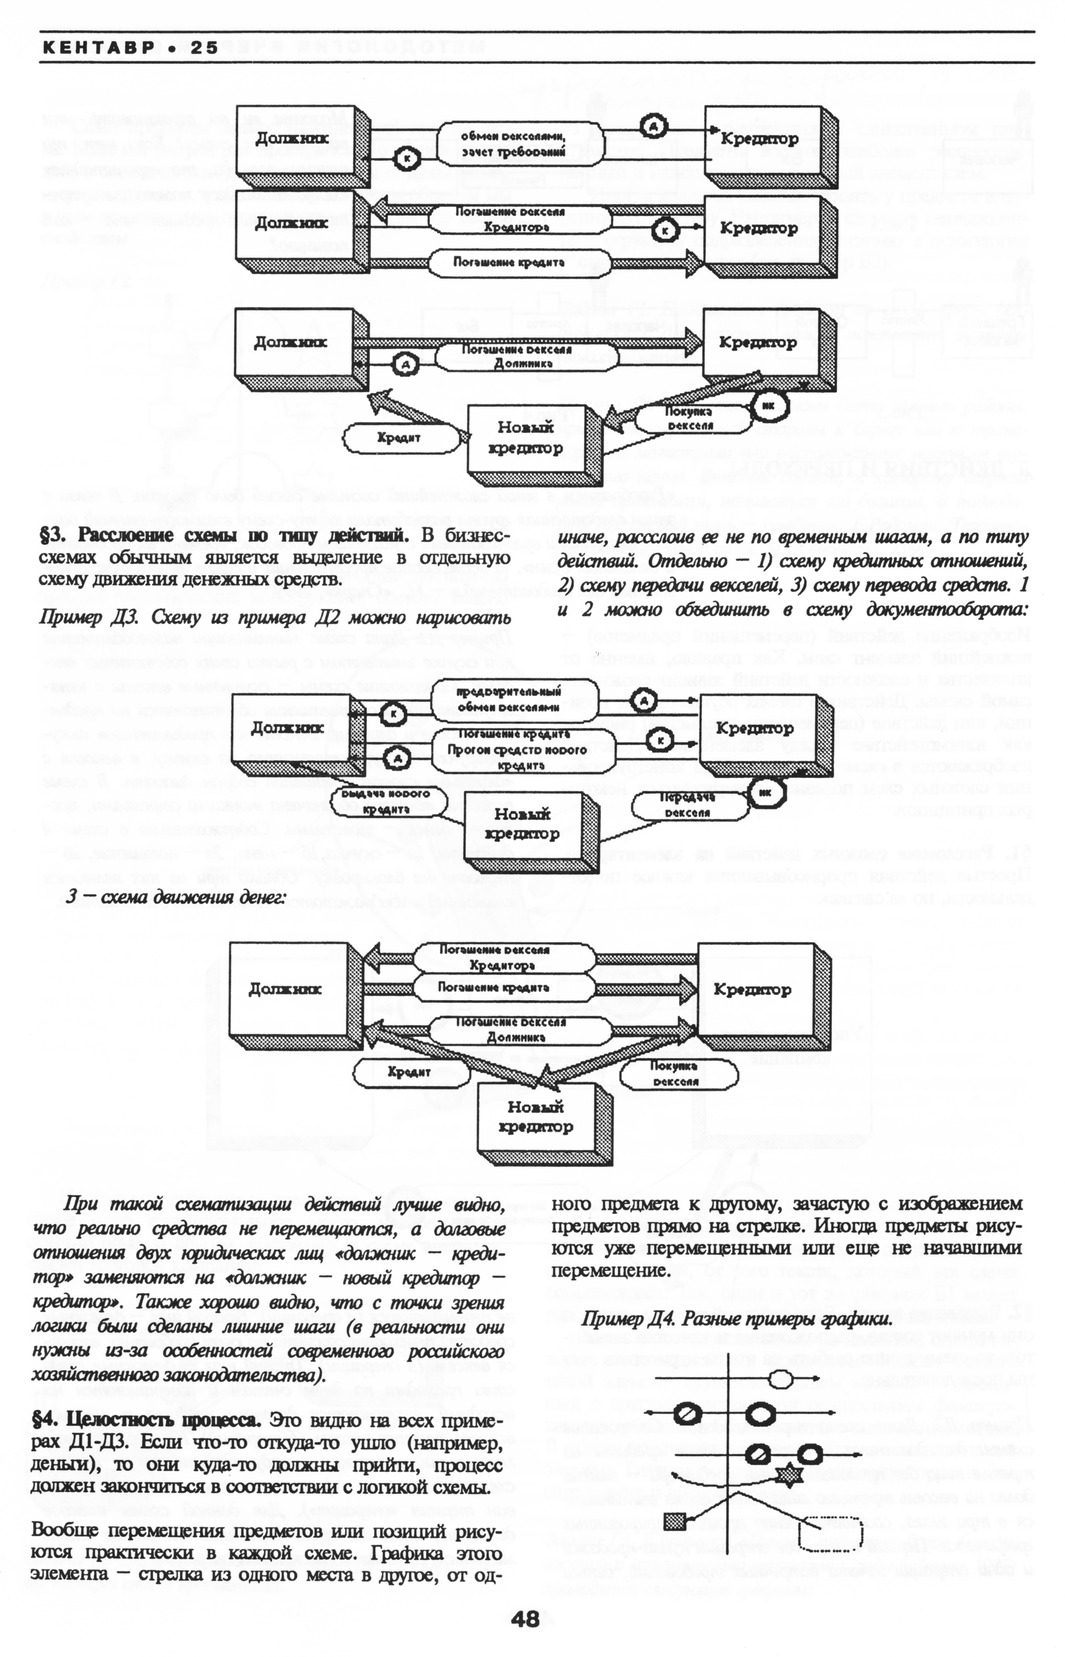 КЕНТАВР • 25
Должник
обмен векселями,
зачет требований
Д
К
Кредитор
Должник
Погашение векселя
Кредитора
К
Погашение кредита
Кредитор
Должник
Погашение векселя
Должника
Д
Кредитор
Кредит
Новый
кредитор
Покупка
векселя
НК
§3. Расслоение схемы по типу действий. В бизнес-
схемах обычным является выделение в отдельную
схему движения денежных средств.
Пример Д3. Схему из примера Д2 можно нарисовать
иначе, расслоив ее не по временным шагам, а по типу
действий. Отдельно — 1) схему кредитных отношений,
2) схему передачи векселей, 3) схему перевода средств. 1
и 2 можно объединить в схему документооборота:
Должник
предварительный
обмен векселями
К
Д
Погашение кредита
Прогон средств нового
кредита
Д
К
Кредитор
выдача нового
кредита
Новый
кредитор
Передача
векселя
НК
3 — схема движения денег:
Должник
Погашение векселя
Кредитора
Погашение кредита
Погашение векселя
Должника
Кредитор
Кредит
Покупка
векселя
Новый
кредитор
При такой схематизации действий лучше видно,
что реально средства не перемещаются, а долговые
отношения двух юридических лиц «должник — креди-
тор» заменяются на «должник — новый кредитор —
кредитор». Также хорошо видно, что с точки зрения
логики были сделаны лишние шаги (в реальности они
нужны из-за особенностей современного российского
хозяйственного законодательства).
§4. Целостность процесса. Это видно на всех приме-
рах Д1-Д3. Если что-то откуда-то ушло (например,
деньги), то они куда-то должны прийти, процесс
должен закончиться в соответствии с логикой схемы.
Вообще перемещения предметов или позиций рису-
ются практически в каждой схеме. Графика этого
элемента — стрелка из одного места в другое, от од-
ного предмета к другому, зачастую с изображением
предметов прямо на стрелке. Иногда предметы рису-
ются уже перемещенными или еще не начавшими
перемещение.
Пример Д4. Разные примеры графики.
48